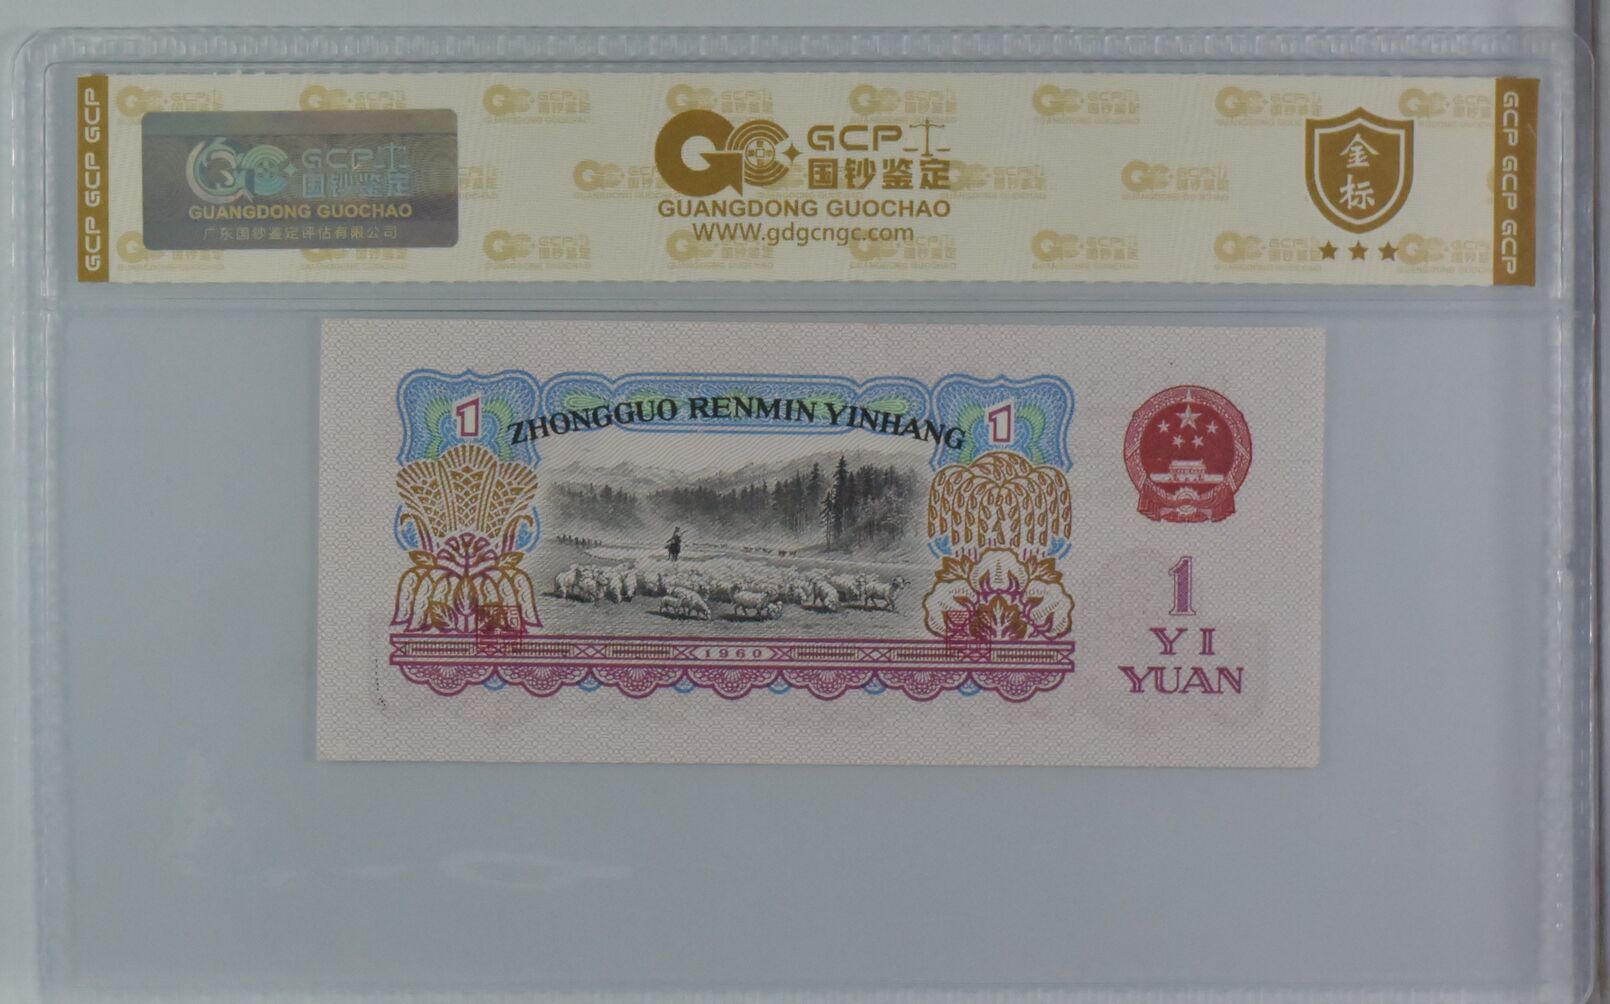 GCP GCP GCP
GCP
国钞鉴定
GUANGDONG GUOCHAO
广东国钞鉴定评估有限公司
GCP
国钞鉴定
GUANGDONG GUOCHAO
WWW.gdgcngc.com
金标
GCP GCP GCP
ZHONGGUO RENMIN YINHANG
1
1
1960
1
YI
YUAN